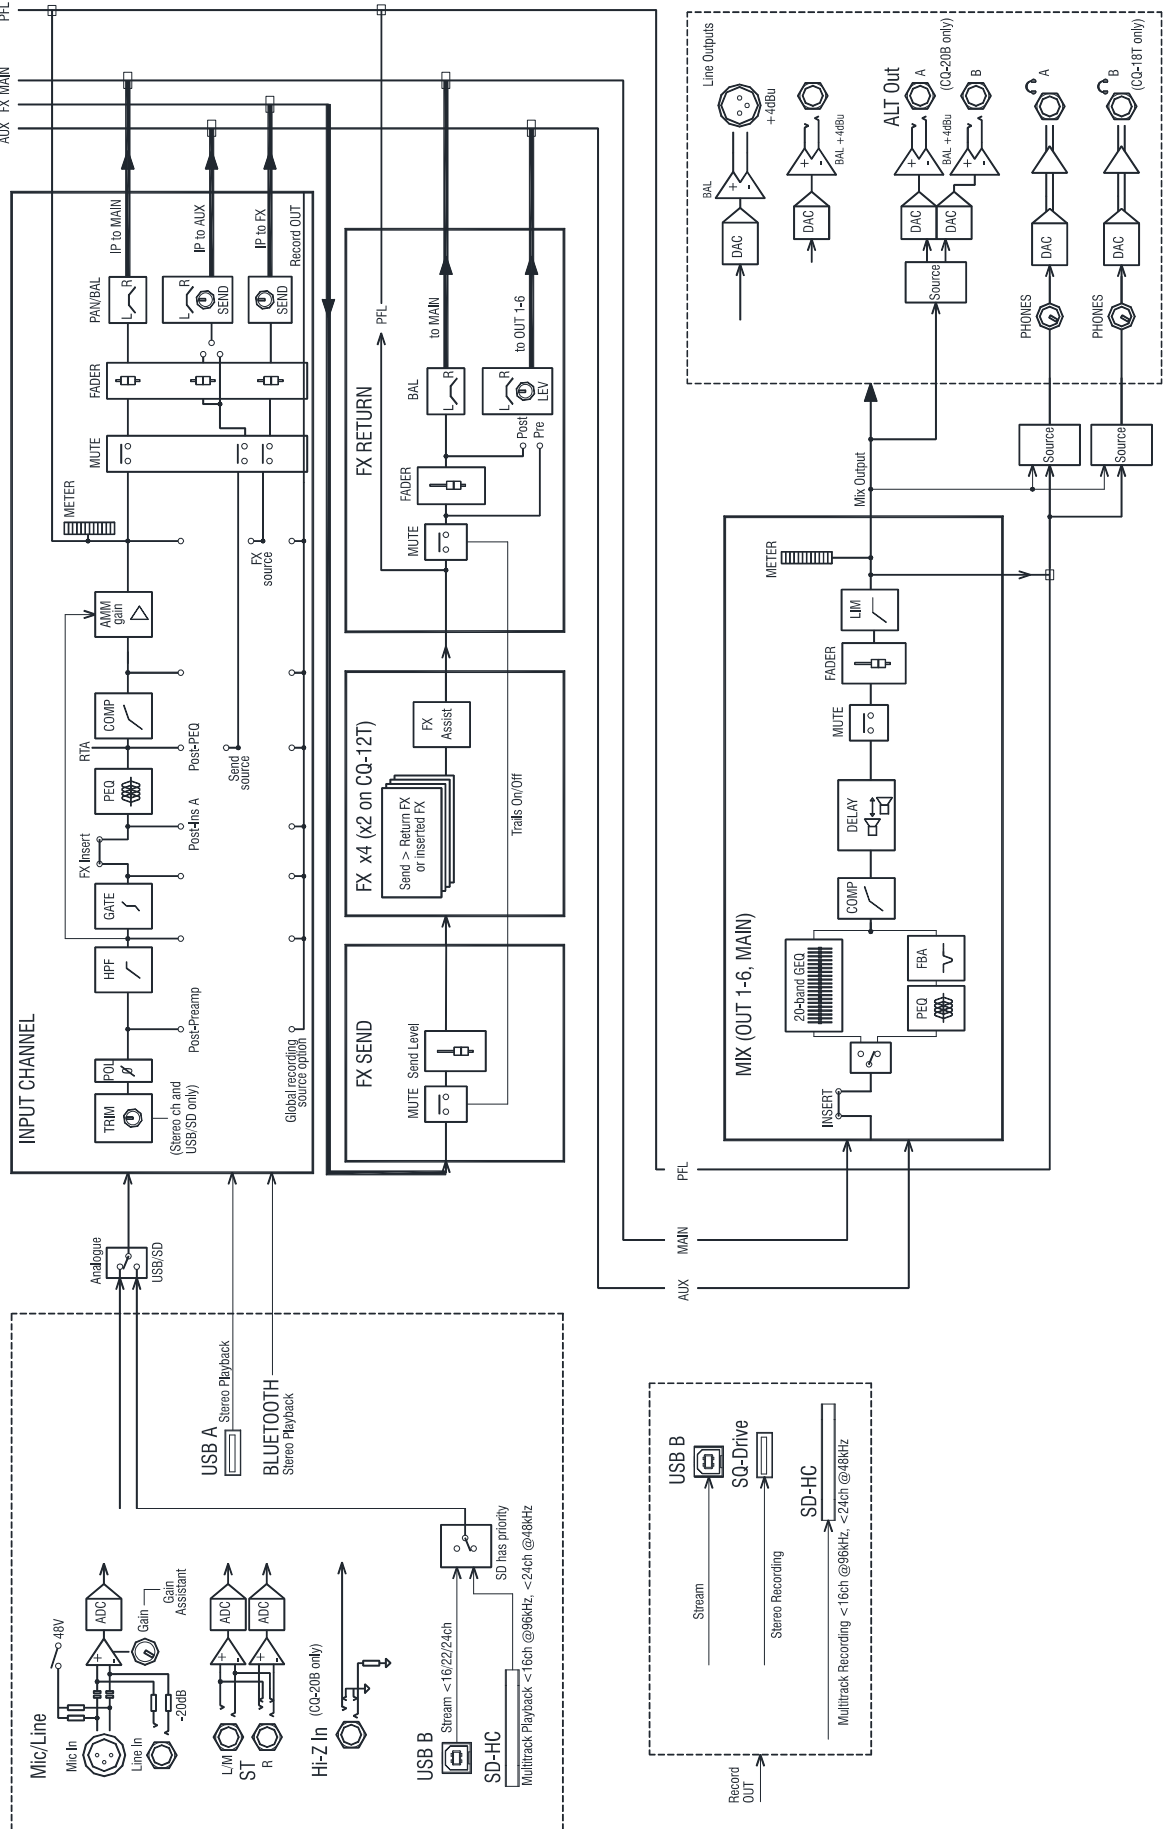 PFL
FX MAIN
AUX
INPUT CHANNEL
TRIM
(Stereo ch and
USB/SD only)
POL
Ø
Post-Preamp
HPF
GATE
FX Insert
Post-Ins A
PEQ
RTA
Post-PEQ
COMP
AMM
gain
METER
Send
source
FX
source
Global recording
source option
MUTE
FADER
PAN/BAL
L R
L R
SEND
SEND
IP to MAIN
IP to AUX
IP to FX
Record OUT
FX RETURN
MUTE
FADER
Post
Pre
BAL
L R
L R
LEV
PFL
to MAIN
to OUT 1-6
FX x4 (x2 on CQ-12T)
Send > Return FX
or inserted FX
FX
Assist
Trails On/Off
FX SEND
MUTE
Send Level
Analogue
USB/SD
Mic/Line
Mic In
Line In
48V
-20dB
+
-
ADC
Gain
Gain
Assistant
ST
L/M
R
+
-
+
-
ADC
ADC
Hi-Z In
(CQ-20B only)
USB A
Stereo Playback
BLUETOOTH
Stereo Playback
USB B
Stream <16/22/24ch
SD-HC
Multitrack Playback <16ch @96kHz, <24ch @48kHz
SD has priority
Record
OUT
Stream
USB B
Stereo Recording
SQ-Drive
SD-HC
Multitrack Recording <16ch @96kHz, <24ch @48kHz
AUX
MAIN
PFL
MIX (OUT 1-6, MAIN)
INSERT
20-band GEQ
PEQ
FBA
COMP
DELAY
MUTE
FADER
LIM
METER
Mix Output
Source
Source
Source
DAC
BAL
+
-
Line Outputs
+4dBu
DAC
+
-
BAL +4dBu
DAC
DAC
+
-
BAL +4dBu
+
-
ALT Out
A
(CQ-20B only)
B
PHONES
DAC
A
PHONES
DAC
B
(CQ-18T only)